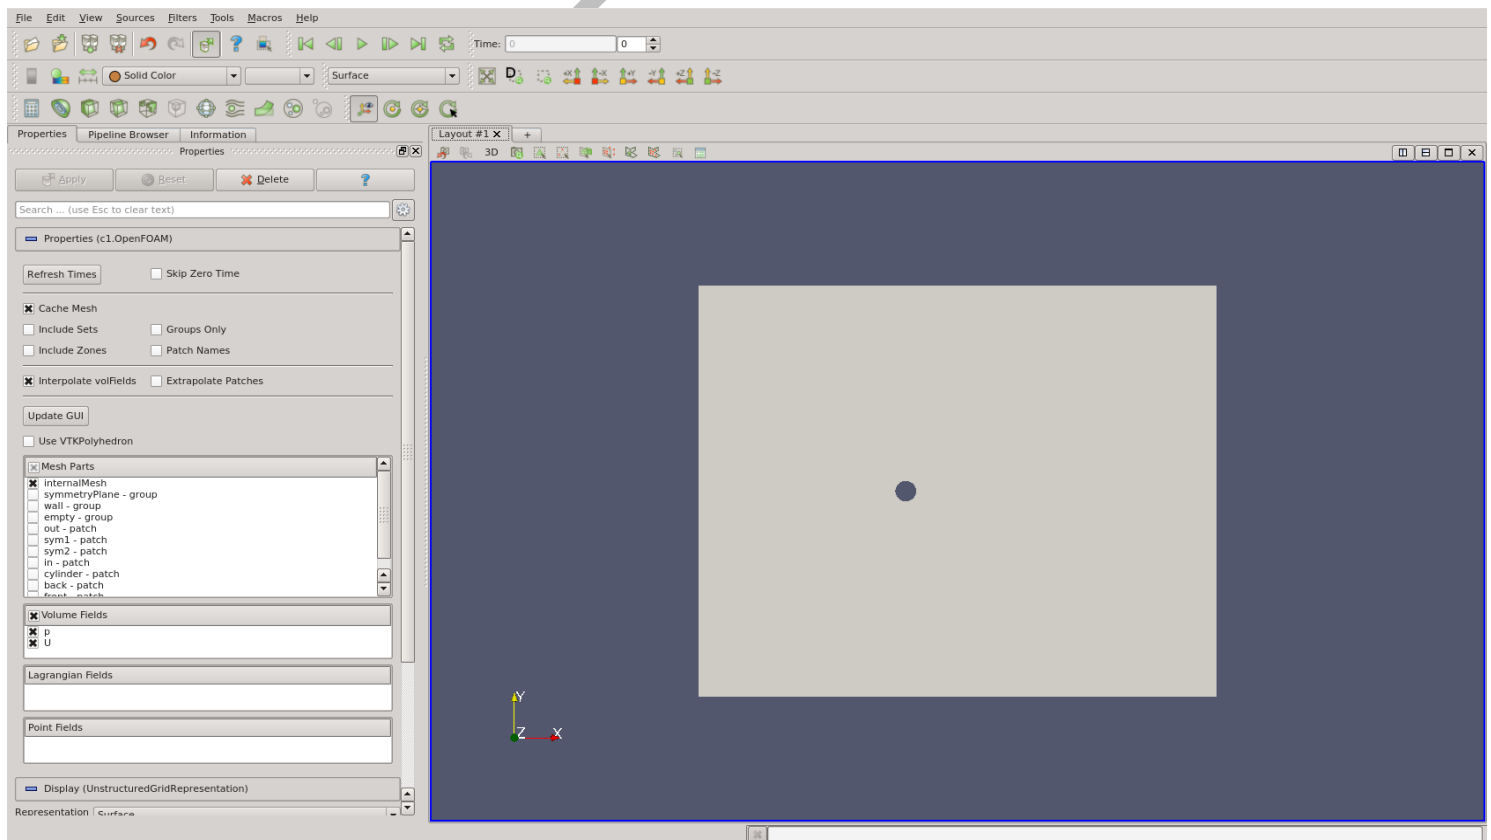 File Edit View Sources Filters Tools Macros Help
Time: 0 0
Solid Color Surface D +X -X +Y -Y +Z -Z
Properties Pipeline Browser Information
Properties
Apply Reset Delete ?
Search ... (use Esc to clear text)
Properties (c1.OpenFOAM)
Refresh Times Skip Zero Time
Cache Mesh
Include Sets Groups Only
Include Zones Patch Names
Interpolate volFields Extrapolate Patches
Update GUI
Use VTKPolyhedron
Mesh Parts
internalMesh
symmetryPlane - group
wall - group
empty - group
out - patch
sym1 - patch
sym2 - patch
in - patch
cylinder - patch
back - patch
front - patch
Volume Fields
p
U
Lagrangian Fields
Point Fields
Display (UnstructuredGridRepresentation)
Representation Surface
Layout #1 +
3D
Y
Z X